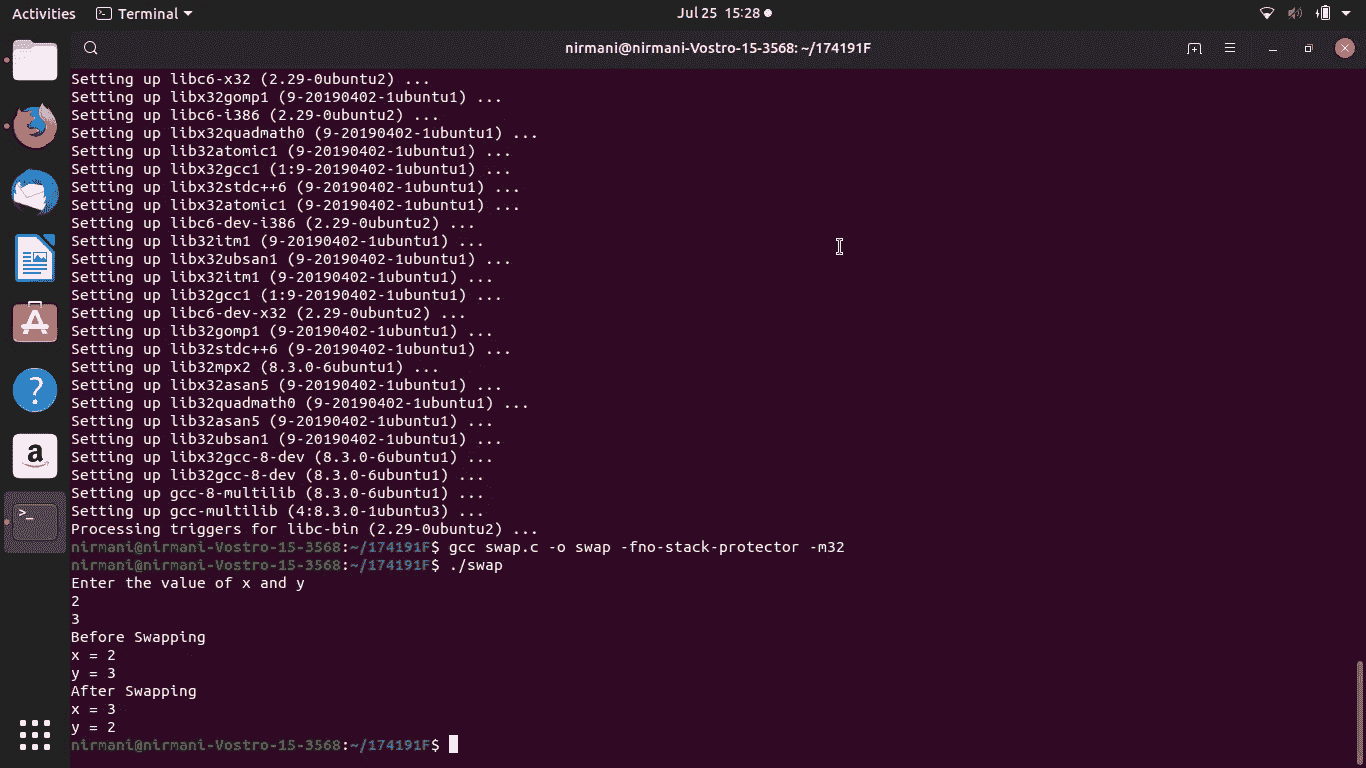 Activities Terminal Jul 25 15:28
nirmani@nirmani-Vostro-15-3568: ~/174191F
Setting up libc6-x32 (2.29-0ubuntu2) ...
Setting up libx32gomp1 (9-20190402-1ubuntu1) ...
Setting up libc6-i386 (2.29-0ubuntu2) ...
Setting up libx32quadmath0 (9-20190402-1ubuntu1) ...
Setting up lib32atomic1 (9-20190402-1ubuntu1) ...
Setting up libx32gcc1 (1:9-20190402-1ubuntu1) ...
Setting up libx32stdc++6 (9-20190402-1ubuntu1) ...
Setting up libx32atomic1 (9-20190402-1ubuntu1) ...
Setting up libc6-dev-i386 (2.29-0ubuntu2) ...
Setting up lib32itm1 (9-20190402-1ubuntu1) ...
Setting up libx32ubsan1 (9-20190402-1ubuntu1) ...
Setting up libx32itm1 (9-20190402-1ubuntu1) ...
Setting up lib32gcc1 (1:9-20190402-1ubuntu1) ...
Setting up libc6-dev-x32 (2.29-0ubuntu2) ...
Setting up lib32gomp1 (9-20190402-1ubuntu1) ...
Setting up lib32stdc++6 (9-20190402-1ubuntu1) ...
Setting up lib32mpx2 (8.3.0-6ubuntu1) ...
Setting up libx32asan5 (9-20190402-1ubuntu1) ...
Setting up lib32quadmath0 (9-20190402-1ubuntu1) ...
Setting up lib32asan5 (9-20190402-1ubuntu1) ...
Setting up lib32ubsan1 (9-20190402-1ubuntu1) ...
Setting up libx32gcc-8-dev (8.3.0-6ubuntu1) ...
Setting up lib32gcc-8-dev (8.3.0-6ubuntu1) ...
Setting up gcc-8-multilib (8.3.0-6ubuntu1) ...
Setting up gcc-multilib (4:8.3.0-1ubuntu3) ...
Processing triggers for libc-bin (2.29-0ubuntu2) ...
nirmani@nirmani-Vostro-15-3568:~/174191F$ gcc swap.c -o swap -fno-stack-protector -m32
nirmani@nirmani-Vostro-15-3568:~/174191F$ ./swap
Enter the value of x and y
2
3
Before Swapping
x = 2
y = 3
After Swapping
x = 3
y = 2
nirmani@nirmani-Vostro-15-3568:~/174191F$